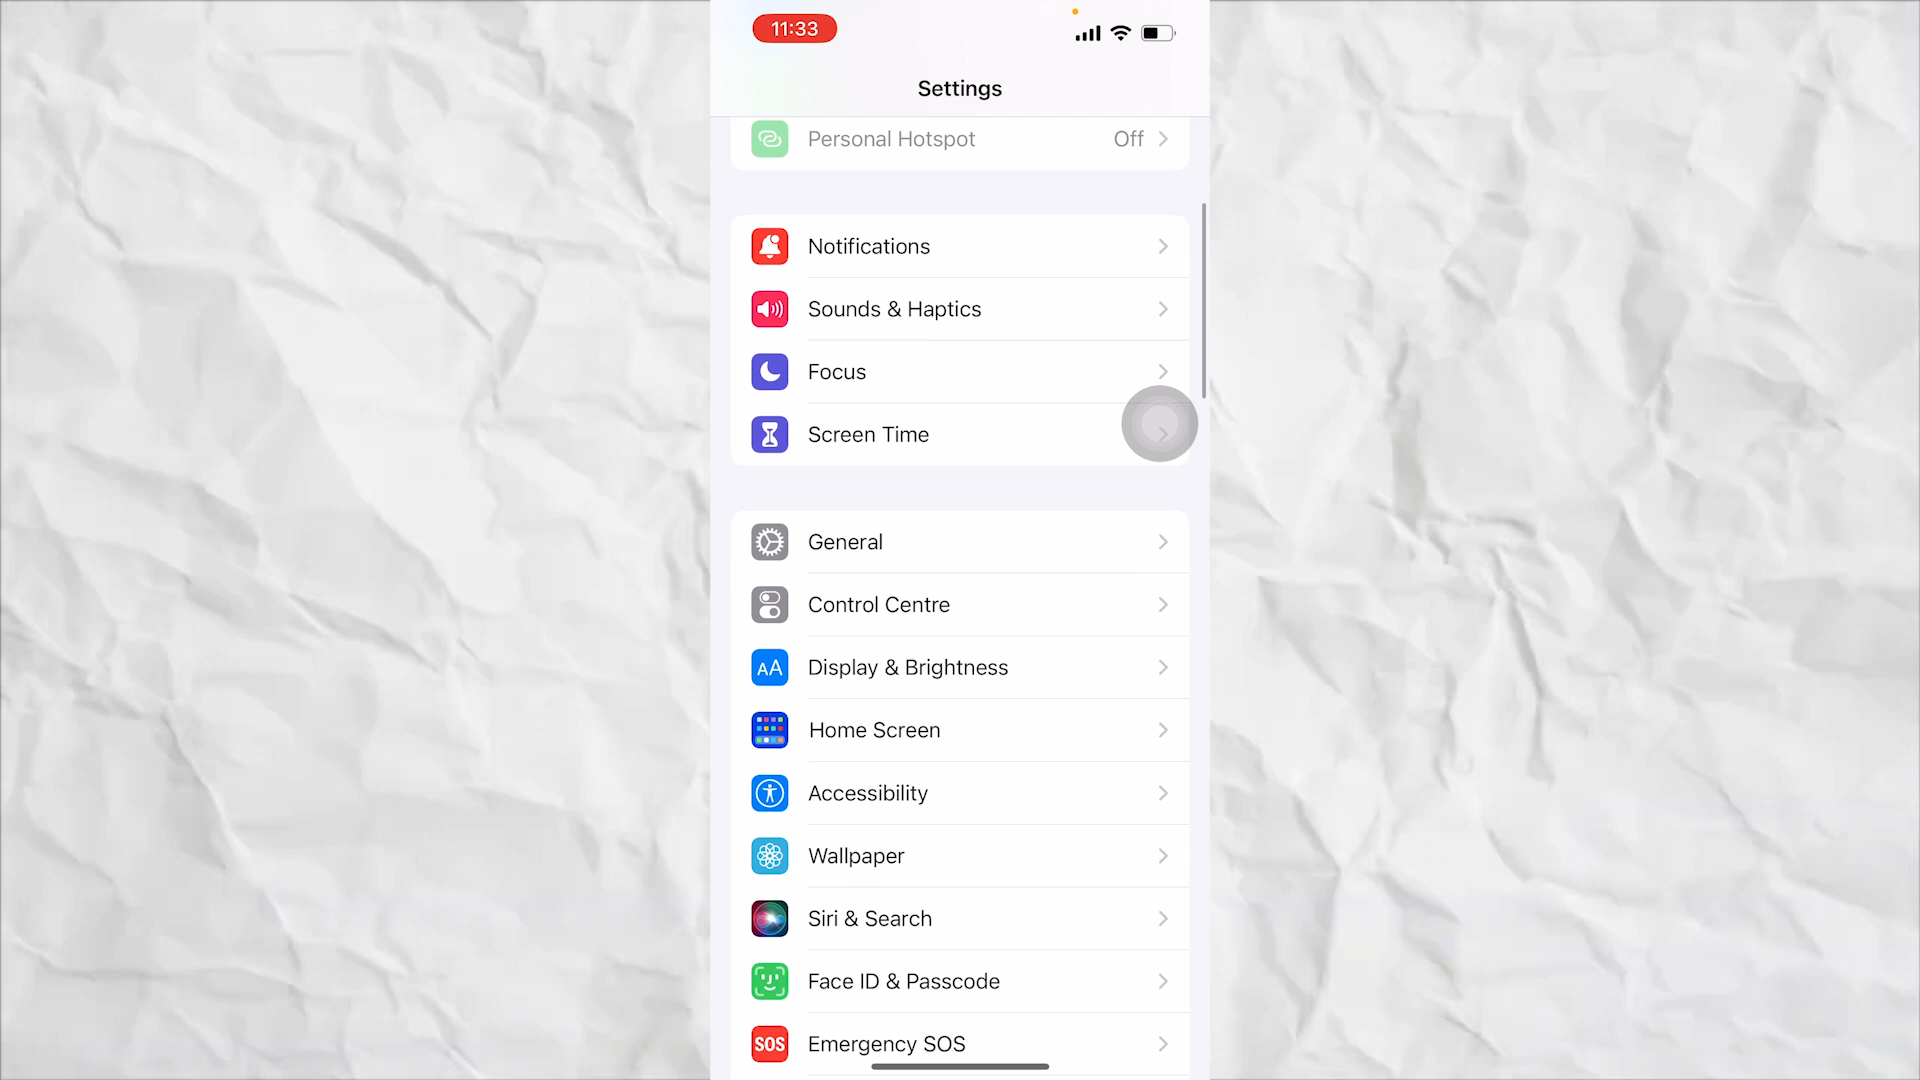 11:33
Settings
Personal Hotspot Off
Notifications
Sounds & Haptics
Focus
Screen Time
General
Control Centre
AA Display & Brightness
Home Screen
Accessibility
Wallpaper
Siri & Search
Face ID & Passcode
SOS Emergency SOS